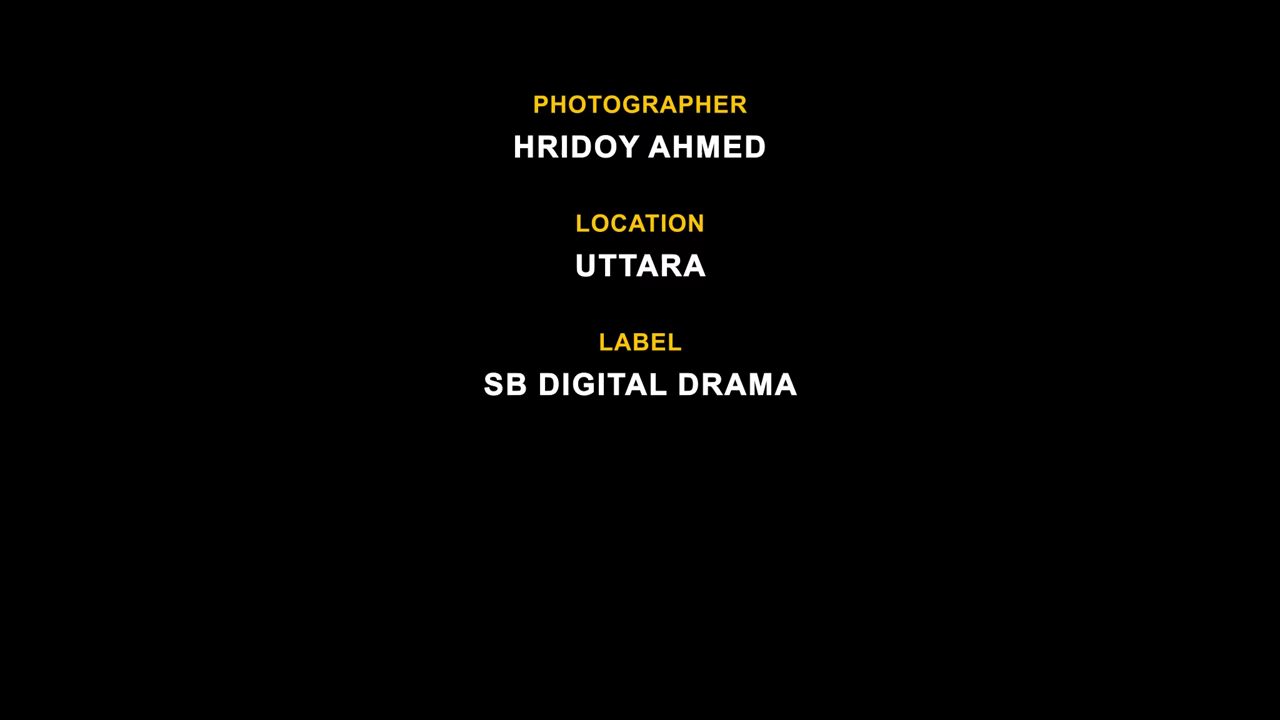 PHOTOGRAPHER
HRIDOY AHMED
LOCATION
UTTARA
LABEL
SB DIGITAL DRAMA